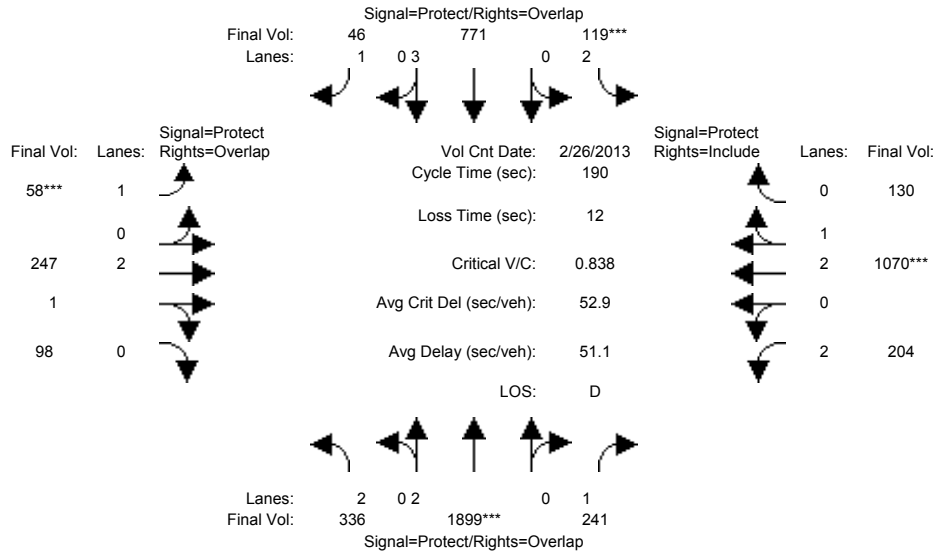 Signal=Protect/Rights=Overlap
Final Vol: 46 771 119***
Lanes: 1 0 3 0 2
Signal=Protect
Final Vol: Lanes: Rights=Overlap
Vol Cnt Date: 2/26/2013
Signal=Protect
Rights=Include Lanes: Final Vol:
Cycle Time (sec): 190
58*** 1
0 130
Loss Time (sec): 12
0
1
247 2
Critical V/C: 0.838
2 1070***
1
Avg Crit Del (sec/veh): 52.9
0
98 0
Avg Delay (sec/veh): 51.1
2 204
LOS: D
Lanes: 2 0 2 0 1
Final Vol: 336 1899*** 241
Signal=Protect/Rights=Overlap